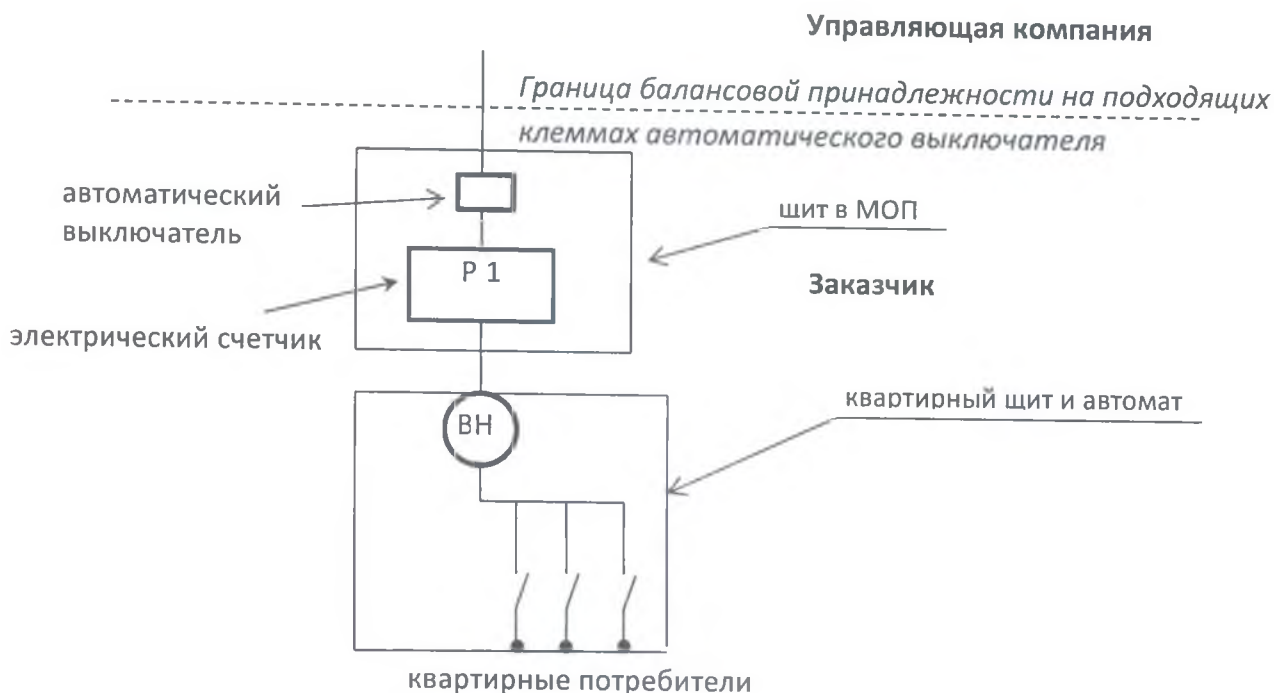 Управляющая компания
Граница балансовой принадлежности на подходящих
клеммах автоматического выключателя
автоматический
выключатель
щит в МОП
Р 1
Заказчик
электрический счетчик
квартирный щит и автомат
ВН
квартирные потребители